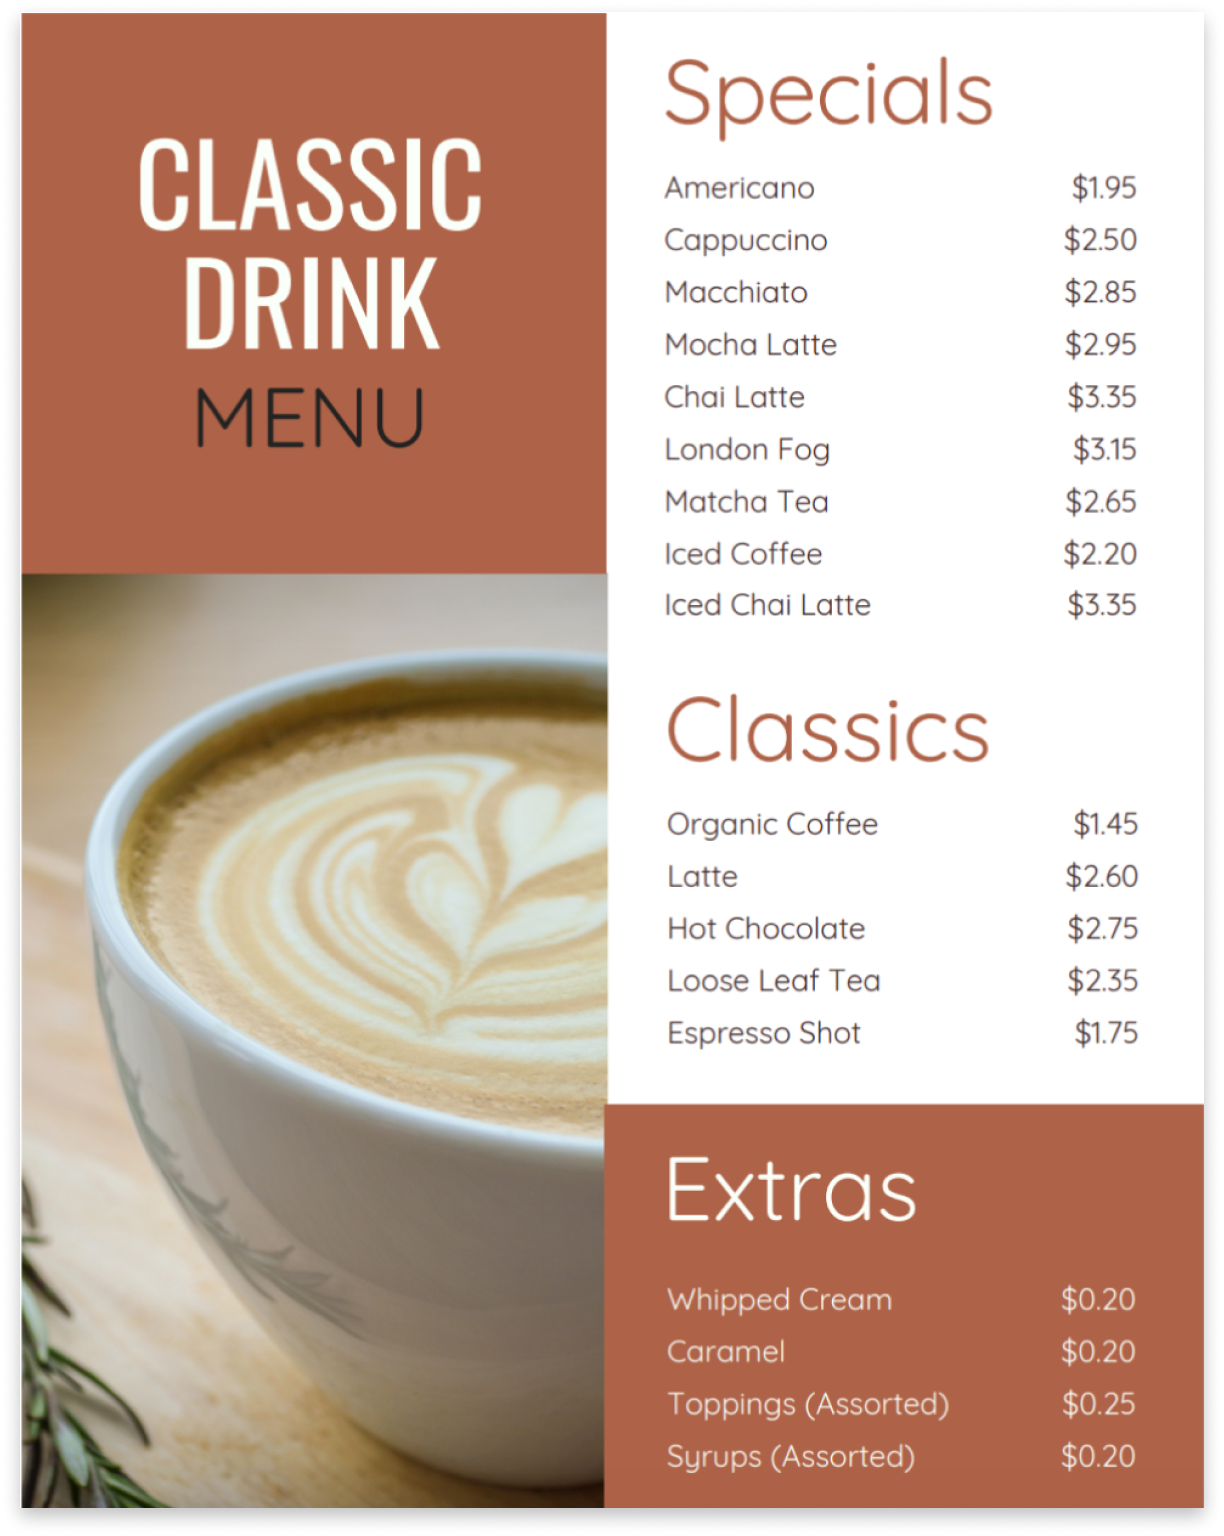 CLASSIC
DRINK
MENU
Specials
Americano $1.95
Cappuccino $2.50
Macchiato $2.85
Mocha Latte $2.95
Chai Latte $3.35
London Fog $3.15
Matcha Tea $2.65
Iced Coffee $2.20
Iced Chai Latte $3.35
Classics
Organic Coffee $1.45
Latte $2.60
Hot Chocolate $2.75
Loose Leaf Tea $2.35
Espresso Shot $1.75
Extras
Whipped Cream $0.20
Caramel $0.20
Toppings (Assorted) $0.25
Syrups (Assorted) $0.20